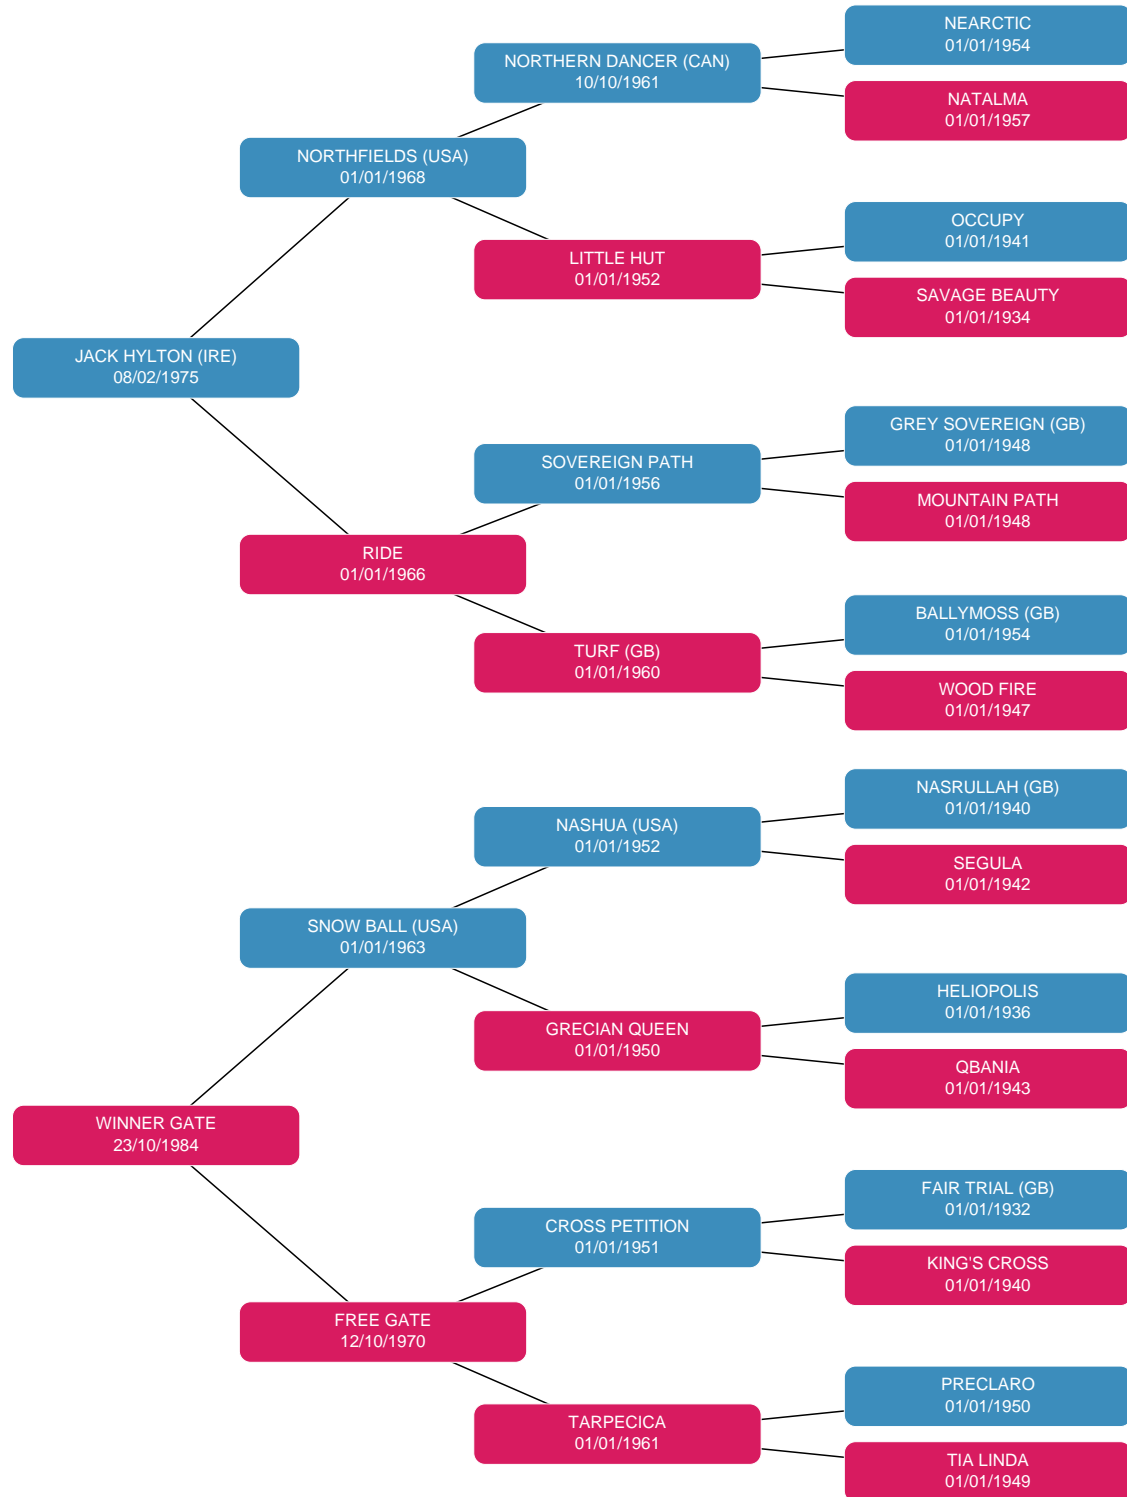 NEARCTIC
01/01/1954
NORTHERN DANCER (CAN)
10/10/1961
NATALMA
01/01/1957
NORTHFIELDS (USA)
01/01/1968
OCCUPY
01/01/1941
LITTLE HUT
01/01/1952
SAVAGE BEAUTY
01/01/1934
JACK HYLTON (IRE)
08/02/1975
GREY SOVEREIGN (GB)
01/01/1948
SOVEREIGN PATH
01/01/1956
MOUNTAIN PATH
01/01/1948
RIDE
01/01/1966
BALLYMOSS (GB)
01/01/1954
TURF (GB)
01/01/1960
WOOD FIRE
01/01/1947
NASRULLAH (GB)
01/01/1940
NASHUA (USA)
01/01/1952
SEGULA
01/01/1942
SNOW BALL (USA)
01/01/1963
HELIOPOLIS
01/01/1936
GRECIAN QUEEN
01/01/1950
QBANIA
01/01/1943
WINNER GATE
23/10/1984
FAIR TRIAL (GB)
01/01/1932
CROSS PETITION
01/01/1951
KING'S CROSS
01/01/1940
FREE GATE
12/10/1970
PRECLARO
01/01/1950
TARPECICA
01/01/1961
TIA LINDA
01/01/1949